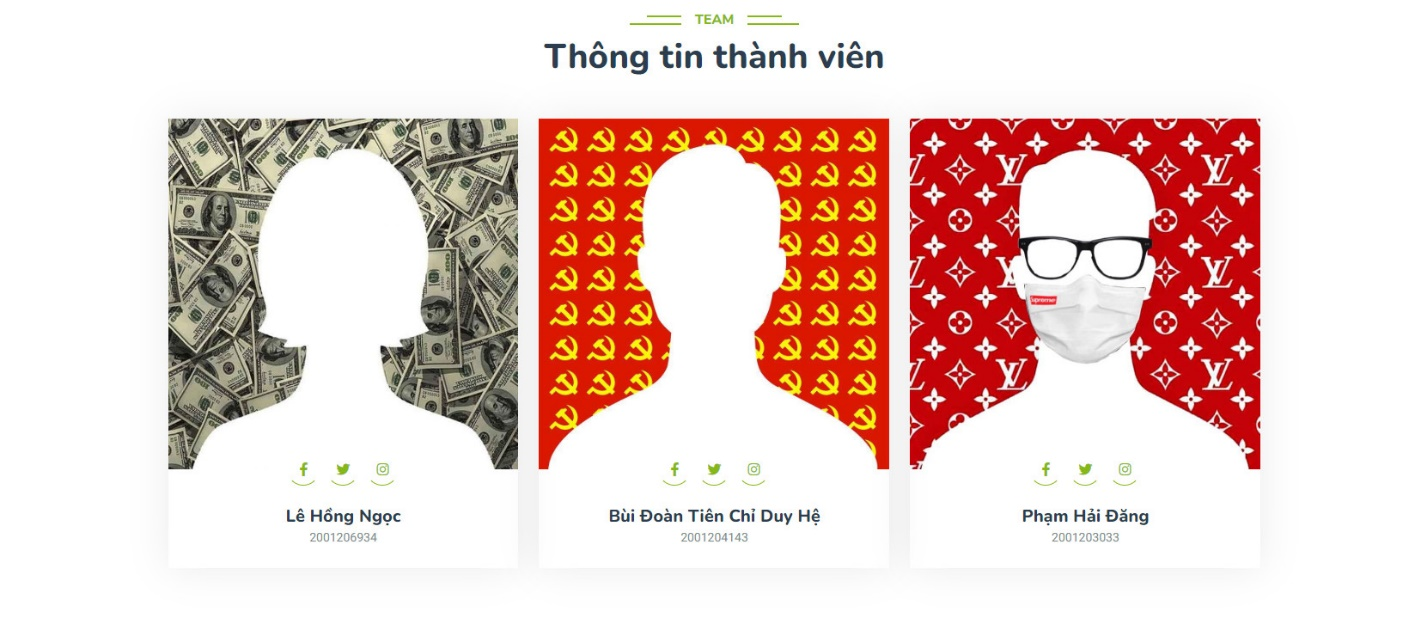 TEAM
Thông tin thành viên
Supreme
Lê Hồng Ngọc
2001206934
Bùi Đoàn Tiên Chỉ Duy Hệ
2001204143
Phạm Hải Đăng
2001203033